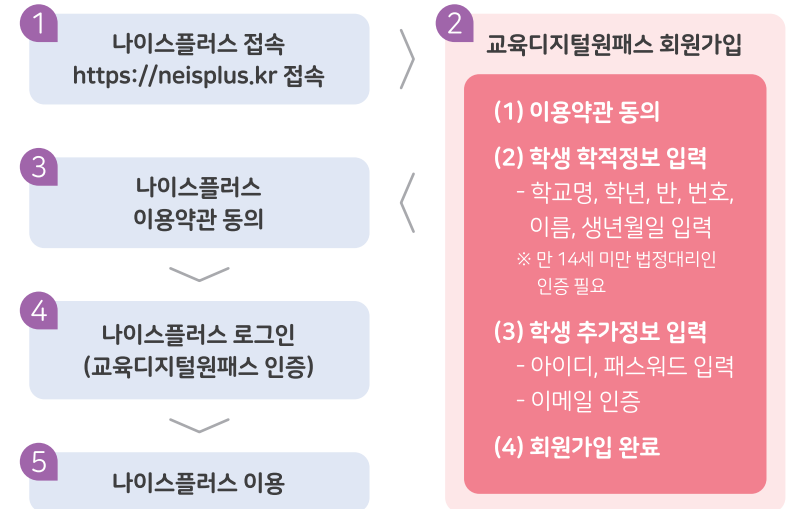 1
나이스플러스 접속
https://neisplus.kr 접속
2
교육디지털원패스 회원가입
(1) 이용약관 동의
(2) 학생 학적정보 입력
- 학교명, 학년, 반, 번호,
이름, 생년월일 입력
※ 만 14세 미만 법정대리인
인증 필요
(3) 학생 추가정보 입력
- 아이디, 패스워드 입력
- 이메일 인증
(4) 회원가입 완료
3
나이스플러스
이용약관 동의
4
나이스플러스 로그인
(교육디지털원패스 인증)
5
나이스플러스 이용